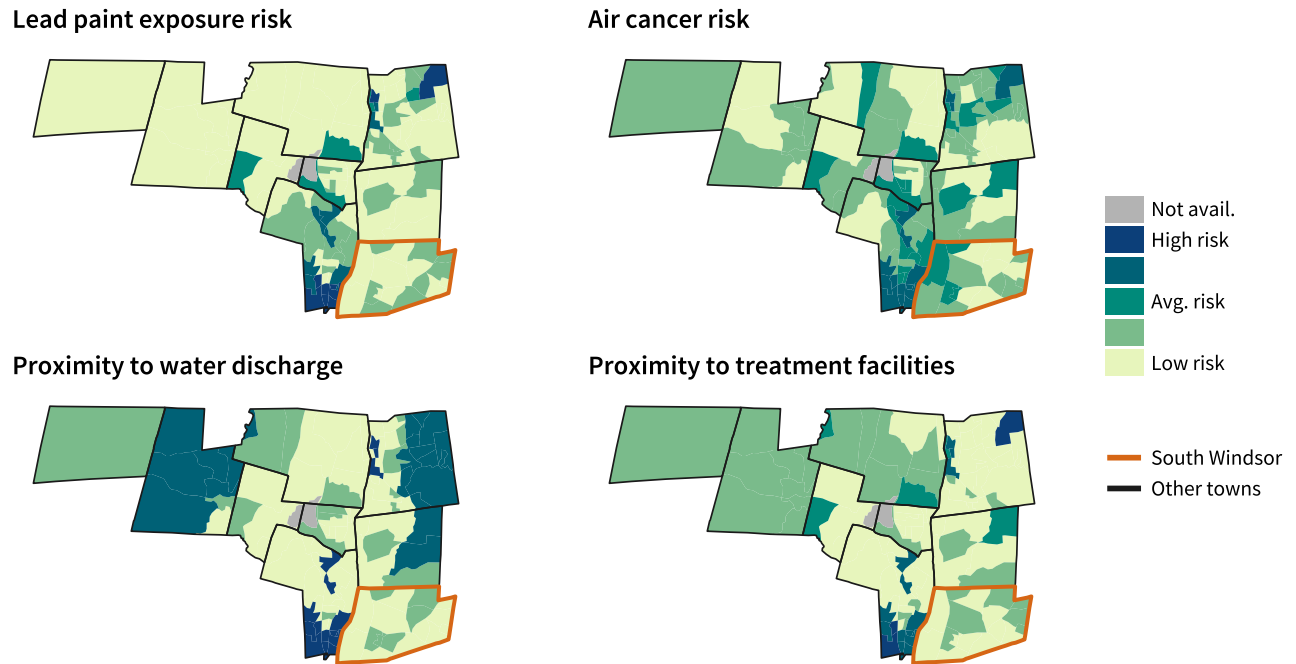 Lead paint exposure risk
Air cancer risk
Proximity to water discharge
Proximity to treatment facilities
Not avail.
High risk
Avg. risk
Low risk
South Windsor
Other towns